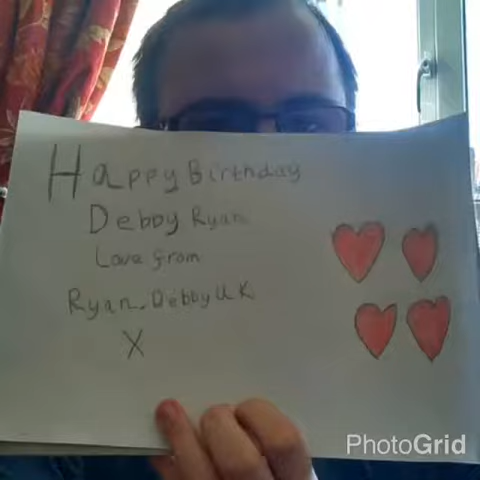 Happy Birthday
Debby Ryan
Love from
Ryan_DebbyUK
X
PhotoGrid